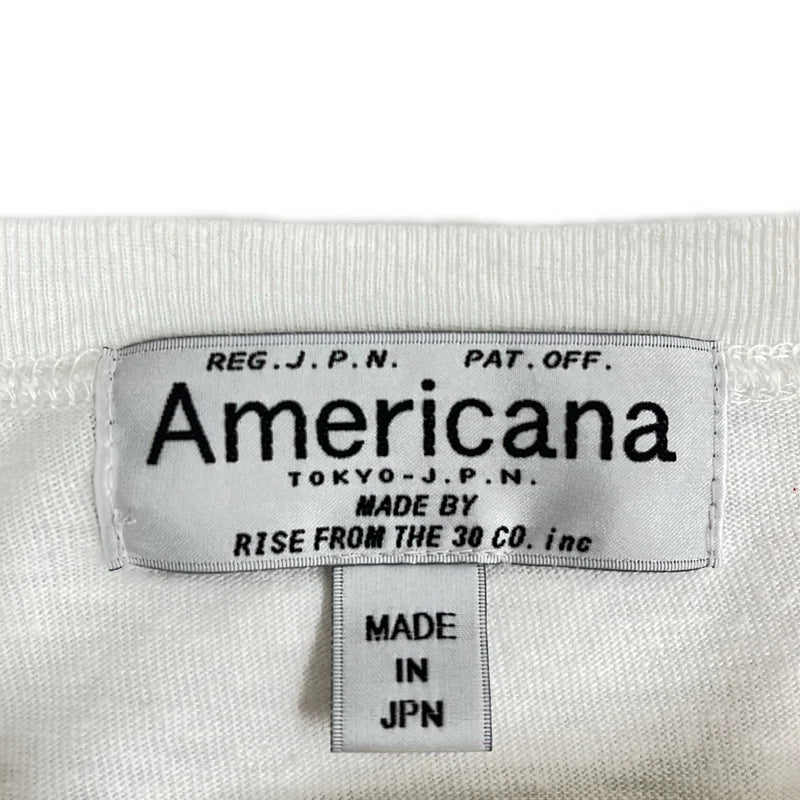 REG.J.P.N. PAT.OFF.
Americana
TOKYO-J.P.N.
MADE BY
RISE FROM THE 30 CO. inc
MADE
IN
JPN